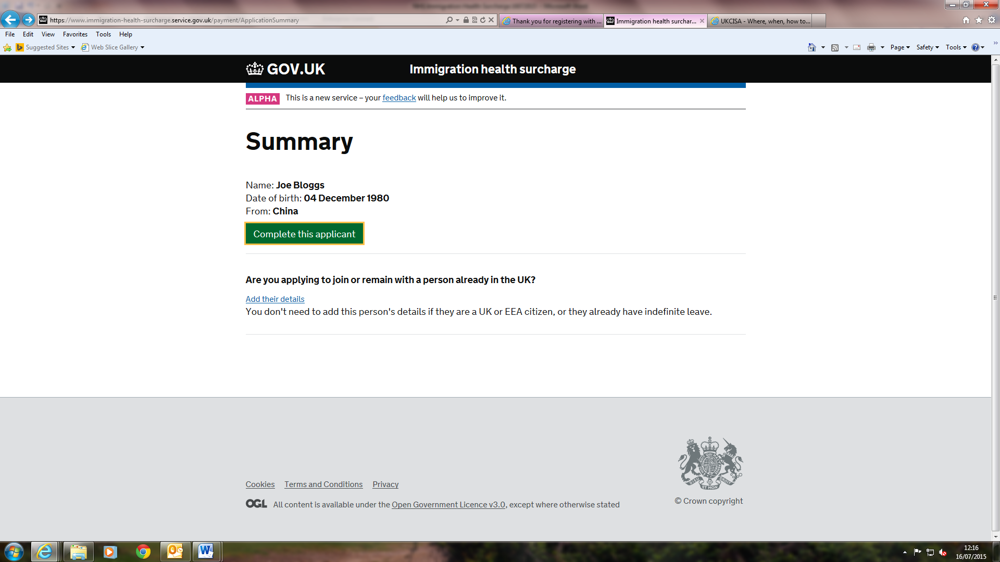 https://www.immigration-health-surcharge.service.gov.uk/payment/ApplicationSummary
Thank you for registering with ...
Immigration health surchar...
UKCISA - Where, when, how to...
File Edit View Favorites Tools Help
Suggested Sites Web Slice Gallery
Page Safety Tools
GOV.UK Immigration health surcharge
ALPHA This is a new service – your feedback will help us to improve it.
Summary
Name: Joe Bloggs
Date of birth: 04 December 1980
From: China
Complete this applicant
Are you applying to join or remain with a person already in the UK?
Add their details
You don't need to add this person's details if they are a UK or EEA citizen, or they already have indefinite leave.
Cookies Terms and Conditions Privacy
OGL All content is available under the Open Government Licence v3.0, except where otherwise stated
DIEU ET MON DROIT
© Crown copyright
12:16
16/07/2015